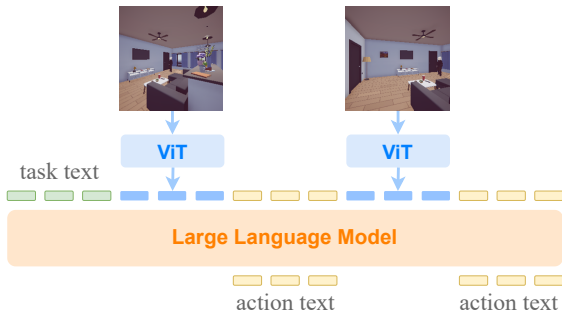 ViT
ViT
task text
Large Language Model
action text
action text